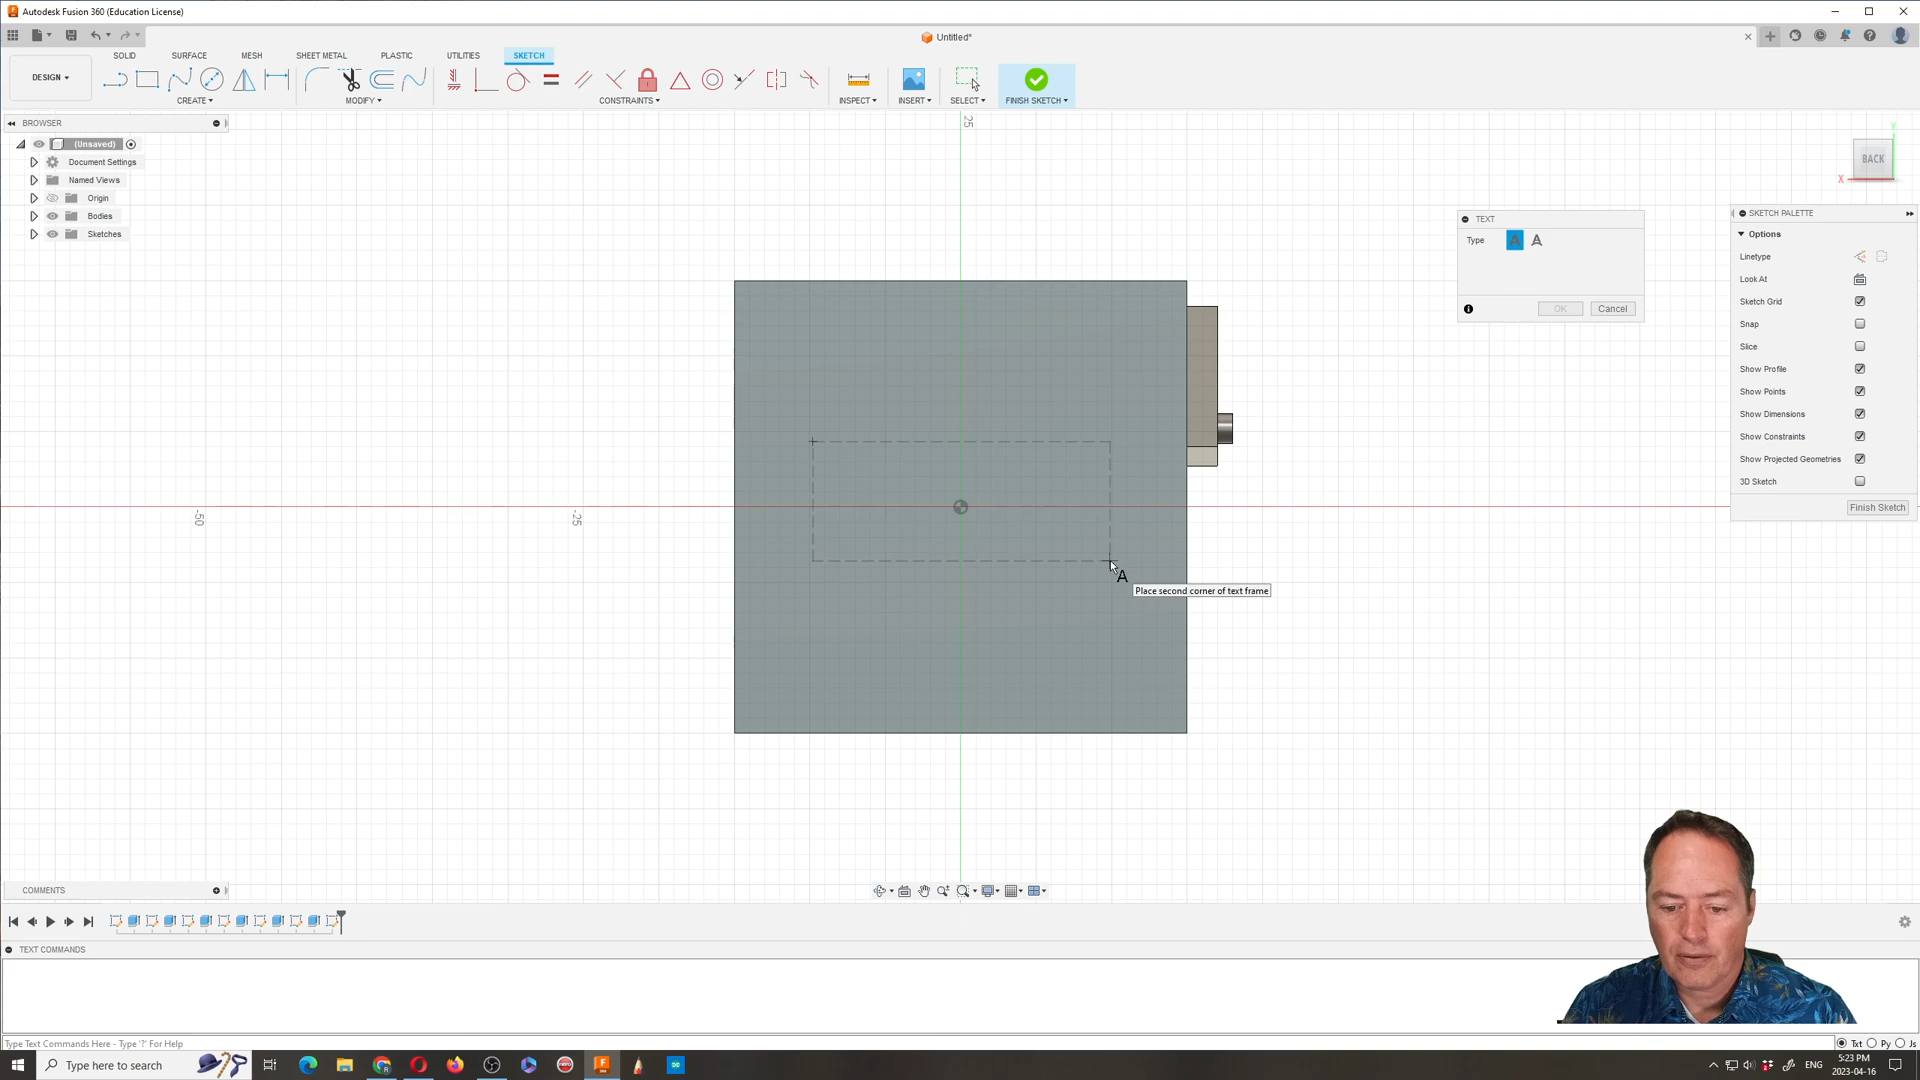 Autodesk Fusion 360 (Education License)
Untitled*
SOLID SURFACE MESH SHEET METAL PLASTIC UTILITIES SKETCH
DESIGN
CREATE MODIFY CONSTRAINTS INSPECT INSERT SELECT FINISH SKETCH
BROWSER
(Unsaved)
Document Settings
Named Views
Origin
Bodies
Sketches
25
-50
-25
BACK
X
Y
TEXT
Type A A
OK Cancel
SKETCH PALETTE
Options
Linetype
Look At
Sketch Grid
Snap
Slice
Show Profile
Show Points
Show Dimensions
Show Constraints
Show Projected Geometries
3D Sketch
Finish Sketch
A
Place second corner of text frame
COMMENTS
TEXT COMMANDS
Type Text Commands Here - Type '?' For Help
Txt Py Js
Type here to search
ENG
5:23 PM
2023-04-16